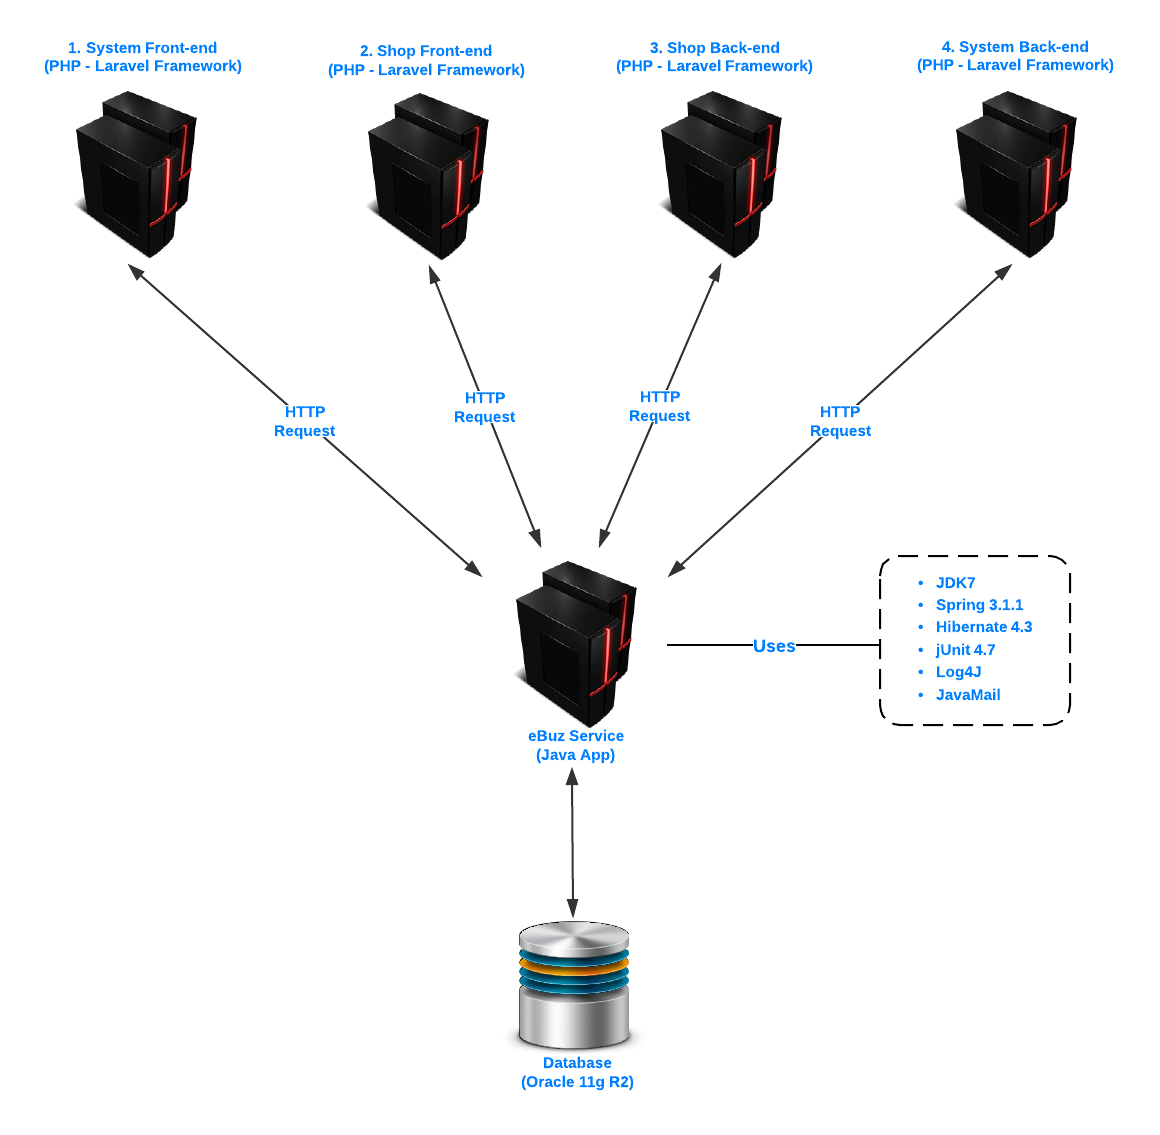 1. System Front-end
(PHP - Laravel Framework)
2. Shop Front-end
(PHP - Laravel Framework)
3. Shop Back-end
(PHP - Laravel Framework)
4. System Back-end
(PHP - Laravel Framework)
HTTP
Request
HTTP
Request
HTTP
Request
HTTP
Request
Uses
• JDK7
• Spring 3.1.1
• Hibernate 4.3
• jUnit 4.7
• Log4J
• JavaMail
eBuz Service
(Java App)
Database
(Oracle 11g R2)